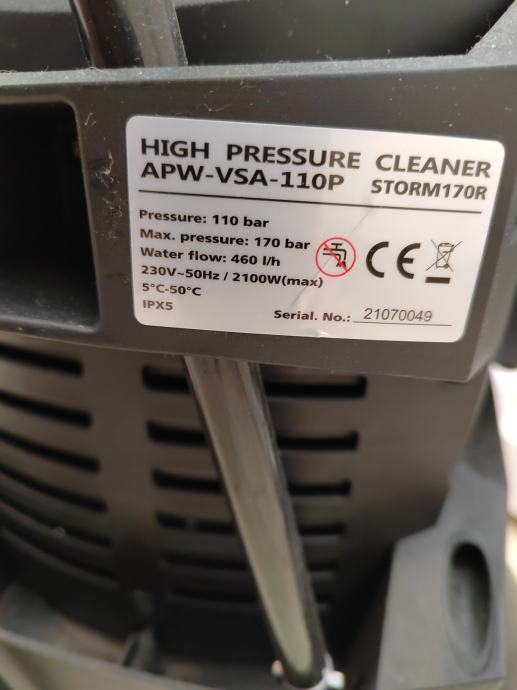 HIGH PRESSURE CLEANER
APW-VSA-110P STORM170R
Pressure: 110 bar
Max. pressure: 170 bar
Water flow: 460 l/h
230V~50Hz / 2100W(max)
5°C-50°C
IPX5
CE
Serial. No.: 21070049